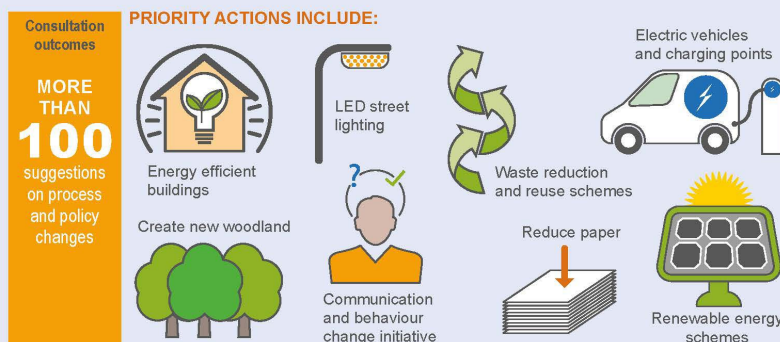 Consultation
outcomes
MORE
THAN
100
suggestions
on process
and policy
changes
PRIORITY ACTIONS INCLUDE:
Energy efficient
buildings
LED street
lighting
Waste reduction
and reuse schemes
Electric vehicles
and charging points
Create new woodland
?
Communication
and behaviour
change initiative
Reduce paper
Renewable energy
schemes